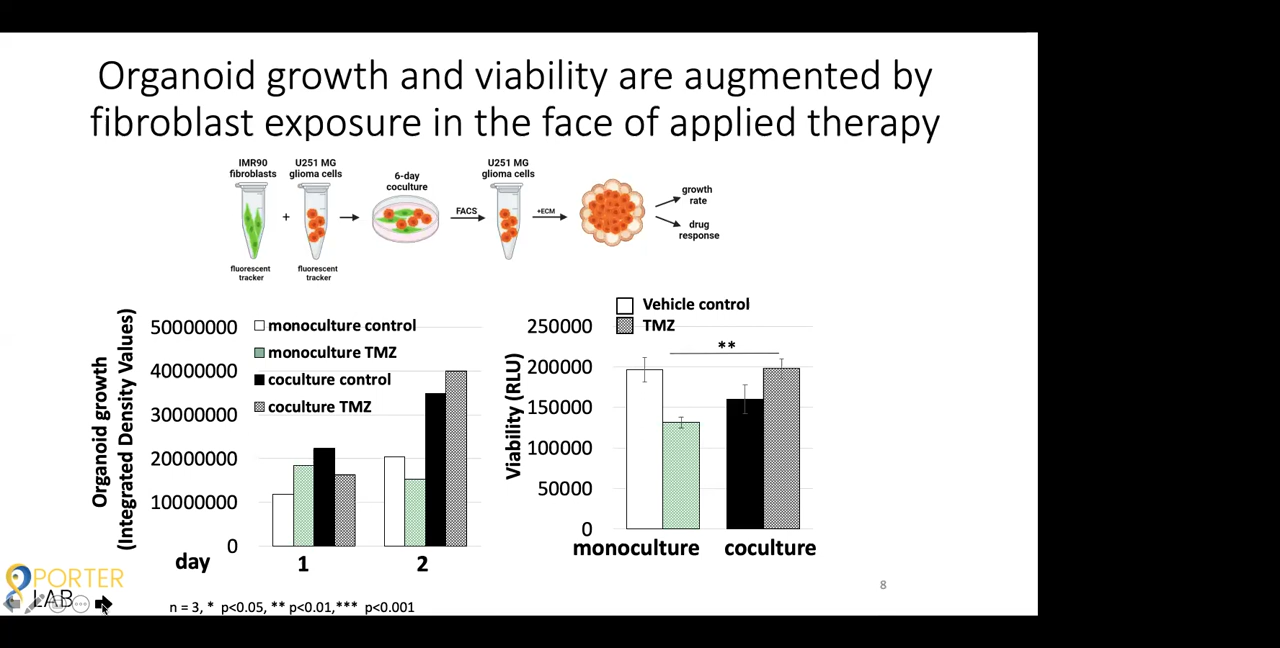 Organoid growth and viability are augmented by
fibroblast exposure in the face of applied therapy
IMR90
fibroblasts
U251 MG
glioma cells
6-day
coculture
U251 MG
glioma cells
+
FACS
+ECM
growth
rate
drug
response
fluorescent
tracker
fluorescent
tracker
Organoid growth
(Integrated Density Values)
50000000
40000000
30000000
20000000
10000000
0
monoculture control
monoculture TMZ
coculture control
coculture TMZ
day
1
2
Viability (RLU)
250000
200000
150000
100000
50000
0
Vehicle control
TMZ
**
monoculture
coculture
PORTER
LAB
8
n = 3, * p<0.05, ** p<0.01,*** p<0.001